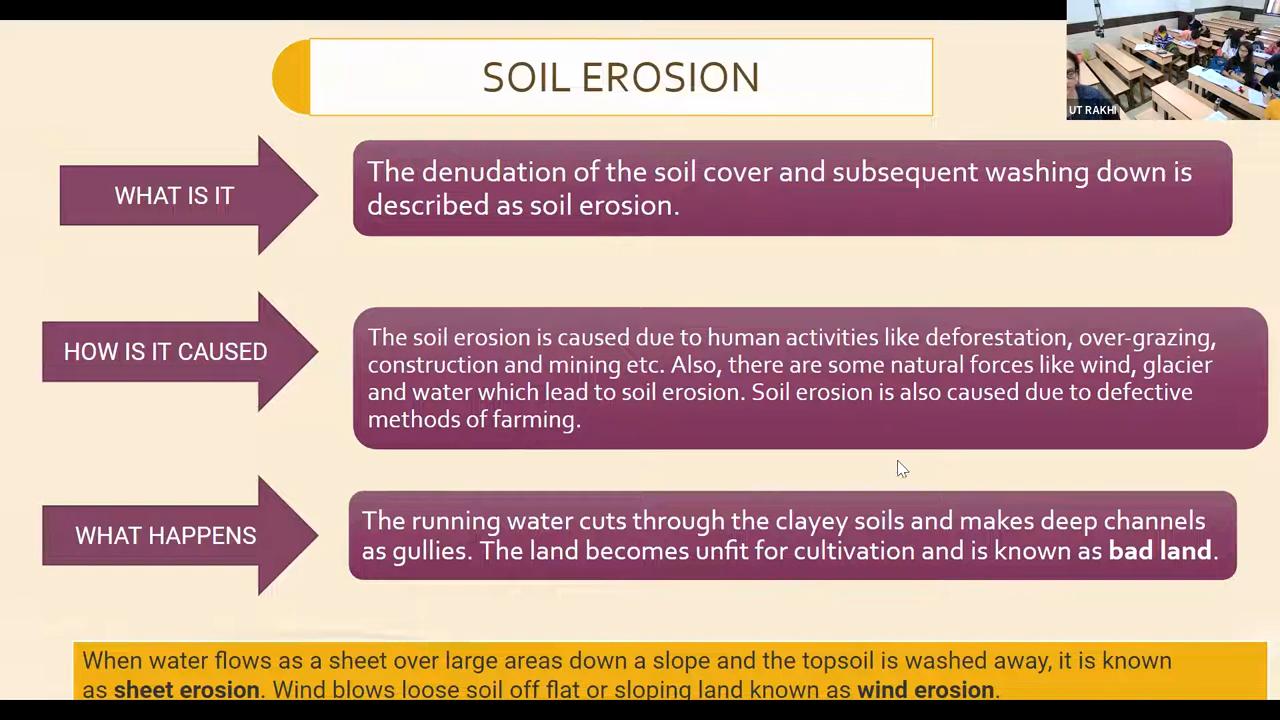 SOIL EROSION
UT RAKHI
WHAT IS IT
The denudation of the soil cover and subsequent washing down is
described as soil erosion.
HOW IS IT CAUSED
The soil erosion is caused due to human activities like deforestation, over-grazing,
construction and mining etc. Also, there are some natural forces like wind, glacier
and water which lead to soil erosion. Soil erosion is also caused due to defective
methods of farming.
WHAT HAPPENS
The running water cuts through the clayey soils and makes deep channels
as gullies. The land becomes unfit for cultivation and is known as bad land.
When water flows as a sheet over large areas down a slope and the topsoil is washed away, it is known
as sheet erosion. Wind blows loose soil off flat or sloping land known as wind erosion.